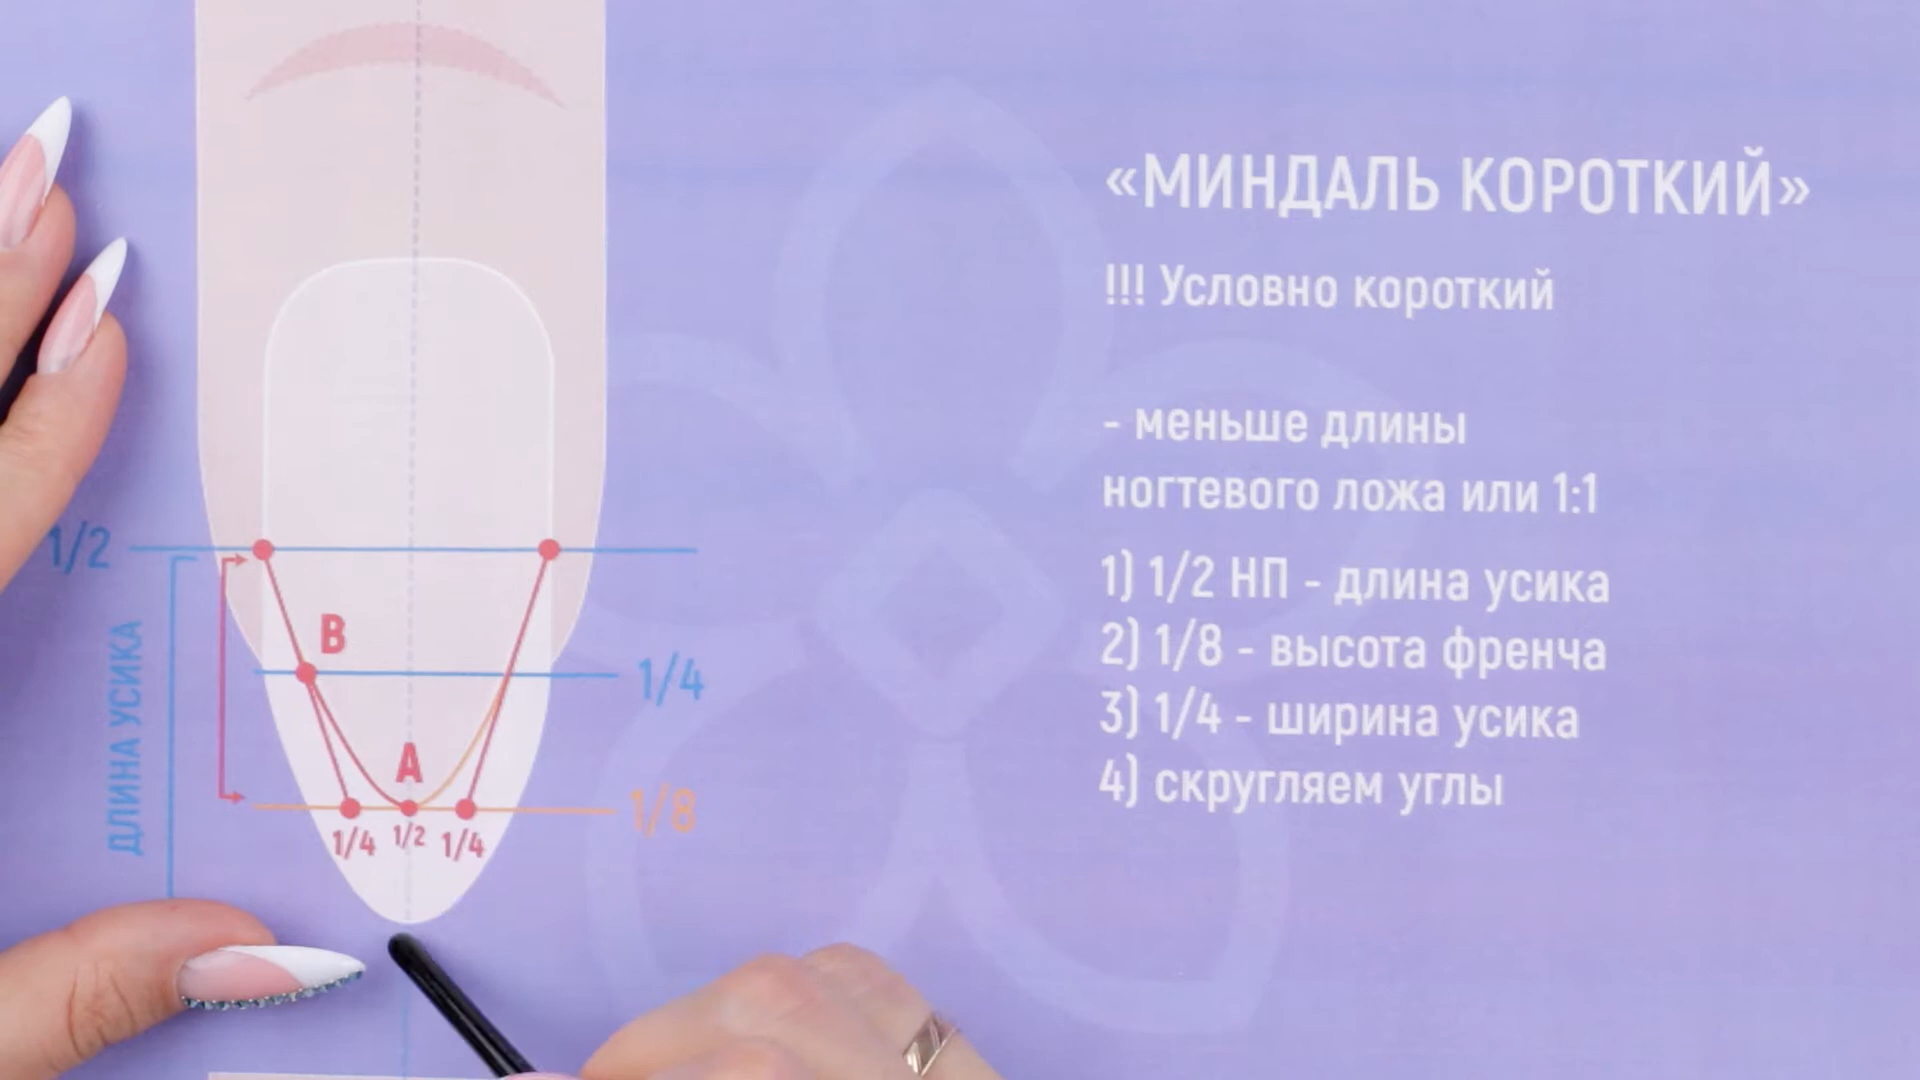 «МИНДАЛЬ КОРОТКИЙ»
!!! Условно короткий
- меньше длины
ногтевого ложа или 1:1
1) 1/2 НП - длина усика
2) 1/8 - высота френча
3) 1/4 - ширина усика
4) скругляем углы
1/2
ДЛИНА УСИКА
B
1/4
A
1/8
1/4 1/2 1/4